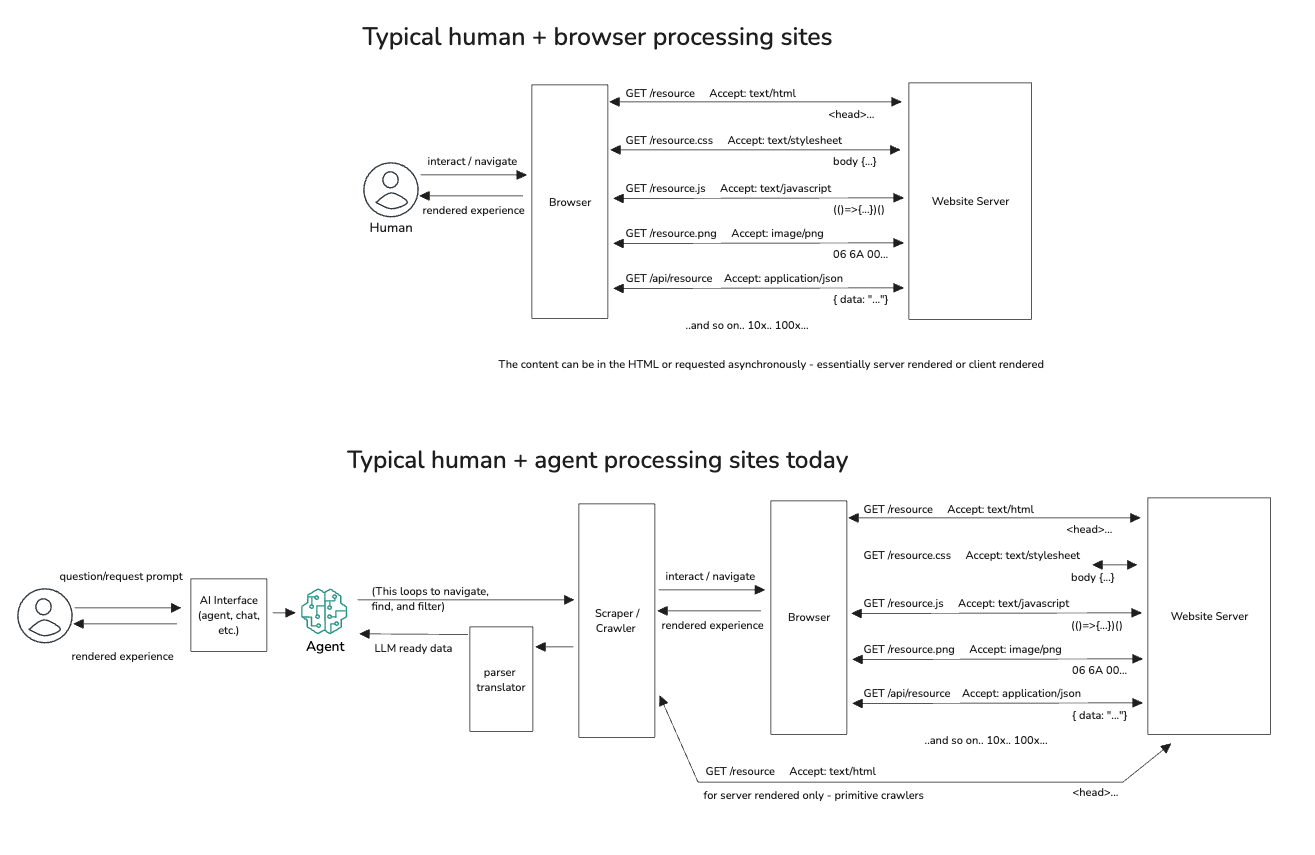 Typical human + browser processing sites
GET /resource Accept: text/html
<head>...
GET /resource.css Accept: text/stylesheet
body {...}
interact / navigate
GET /resource.js Accept: text/javascript
Browser
Website Server
rendered experience
(()=>{...})()
Human
GET /resource.png Accept: image/png
06 6A 00...
GET /api/resource Accept: application/json
{ data: "..."}
..and so on.. 10x.. 100x...
The content can be in the HTML or requested asynchronously - essentially server rendered or client rendered
Typical human + agent processing sites today
question/request prompt
rendered experience
AI Interface
(agent, chat,
etc.)
Agent
(This loops to navigate,
find, and filter)
LLM ready data
parser
translator
Scraper /
Crawler
interact / navigate
rendered experience
Browser
GET /resource Accept: text/html
<head>...
GET /resource.css Accept: text/stylesheet
body {...}
GET /resource.js Accept: text/javascript
(()=>{...})()
GET /resource.png Accept: image/png
06 6A 00...
GET /api/resource Accept: application/json
{ data: "..."}
..and so on.. 10x.. 100x...
Website Server
GET /resource Accept: text/html
for server rendered only - primitive crawlers
<head>...